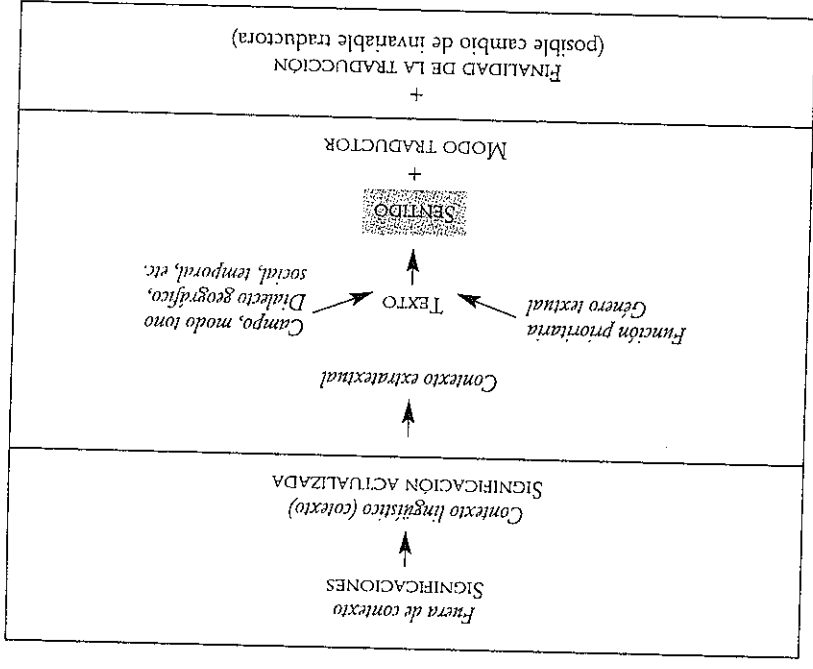 Fuera de contexto
SIGNIFICACIONES
Contexto lingüístico (cotexto)
SIGNIFICACIÓN ACTUALIZADA
Contexto extratextual
Función prioritaria
Género textual
TEXTO
Campo, modo tono
Dialecto geográfico,
social, temporal, etc.
SENTIDO
+
MODO TRADUCTOR
+
FINALIDAD DE LA TRADUCCIÓN
(posible cambio de invariable traductora)